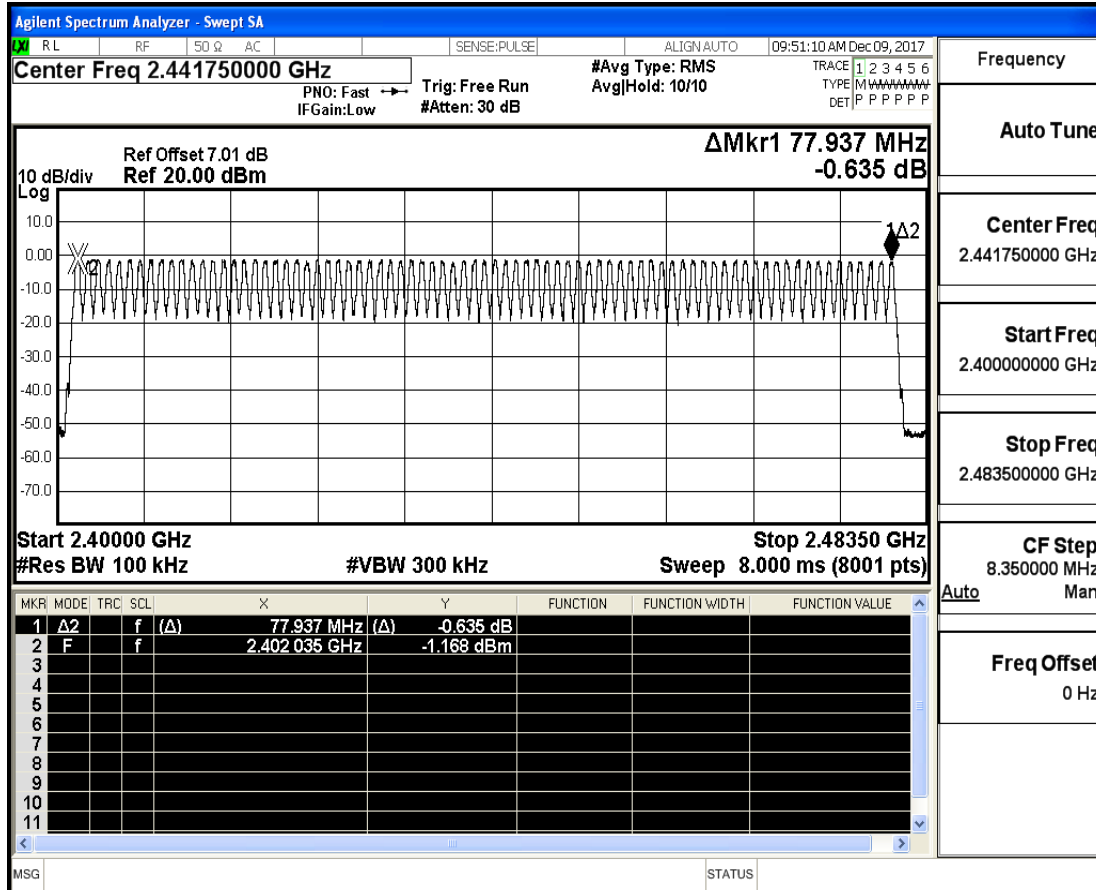 Agilent Spectrum Analyzer - Swept SA
LXI RL RF 50 Ω AC SENSE:PULSE ALIGN AUTO 09:51:10 AM Dec 09, 2017
Center Freq 2.441750000 GHz
PNO: Fast
IFGain:Low
Trig: Free Run
#Atten: 30 dB
#Avg Type: RMS
Avg|Hold: 10/10
TRACE 1 2 3 4 5 6
TYPE M WWWWW
DET P P P P P P
ΔMkr1 77.937 MHz
-0.635 dB
Ref Offset 7.01 dB
10 dB/div Ref 20.00 dBm
Log
10.0
0.00
-10.0
-20.0
-30.0
-40.0
-50.0
-60.0
-70.0
1Δ2
2
Start 2.40000 GHz Stop 2.48350 GHz
#Res BW 100 kHz #VBW 300 kHz Sweep 8.000 ms (8001 pts)
MKR MODE TRC SCL X Y FUNCTION FUNCTION WIDTH FUNCTION VALUE
1 Δ2 f (Δ) 77.937 MHz (Δ) -0.635 dB
2 F f 2.402 035 GHz -1.168 dBm
3
4
5
6
7
8
9
10
11
MSG STATUS
Frequency
Auto Tune
Center Freq
2.441750000 GHz
Start Freq
2.400000000 GHz
Stop Freq
2.483500000 GHz
CF Step
8.350000 MHz
Auto Man
Freq Offset
0 Hz